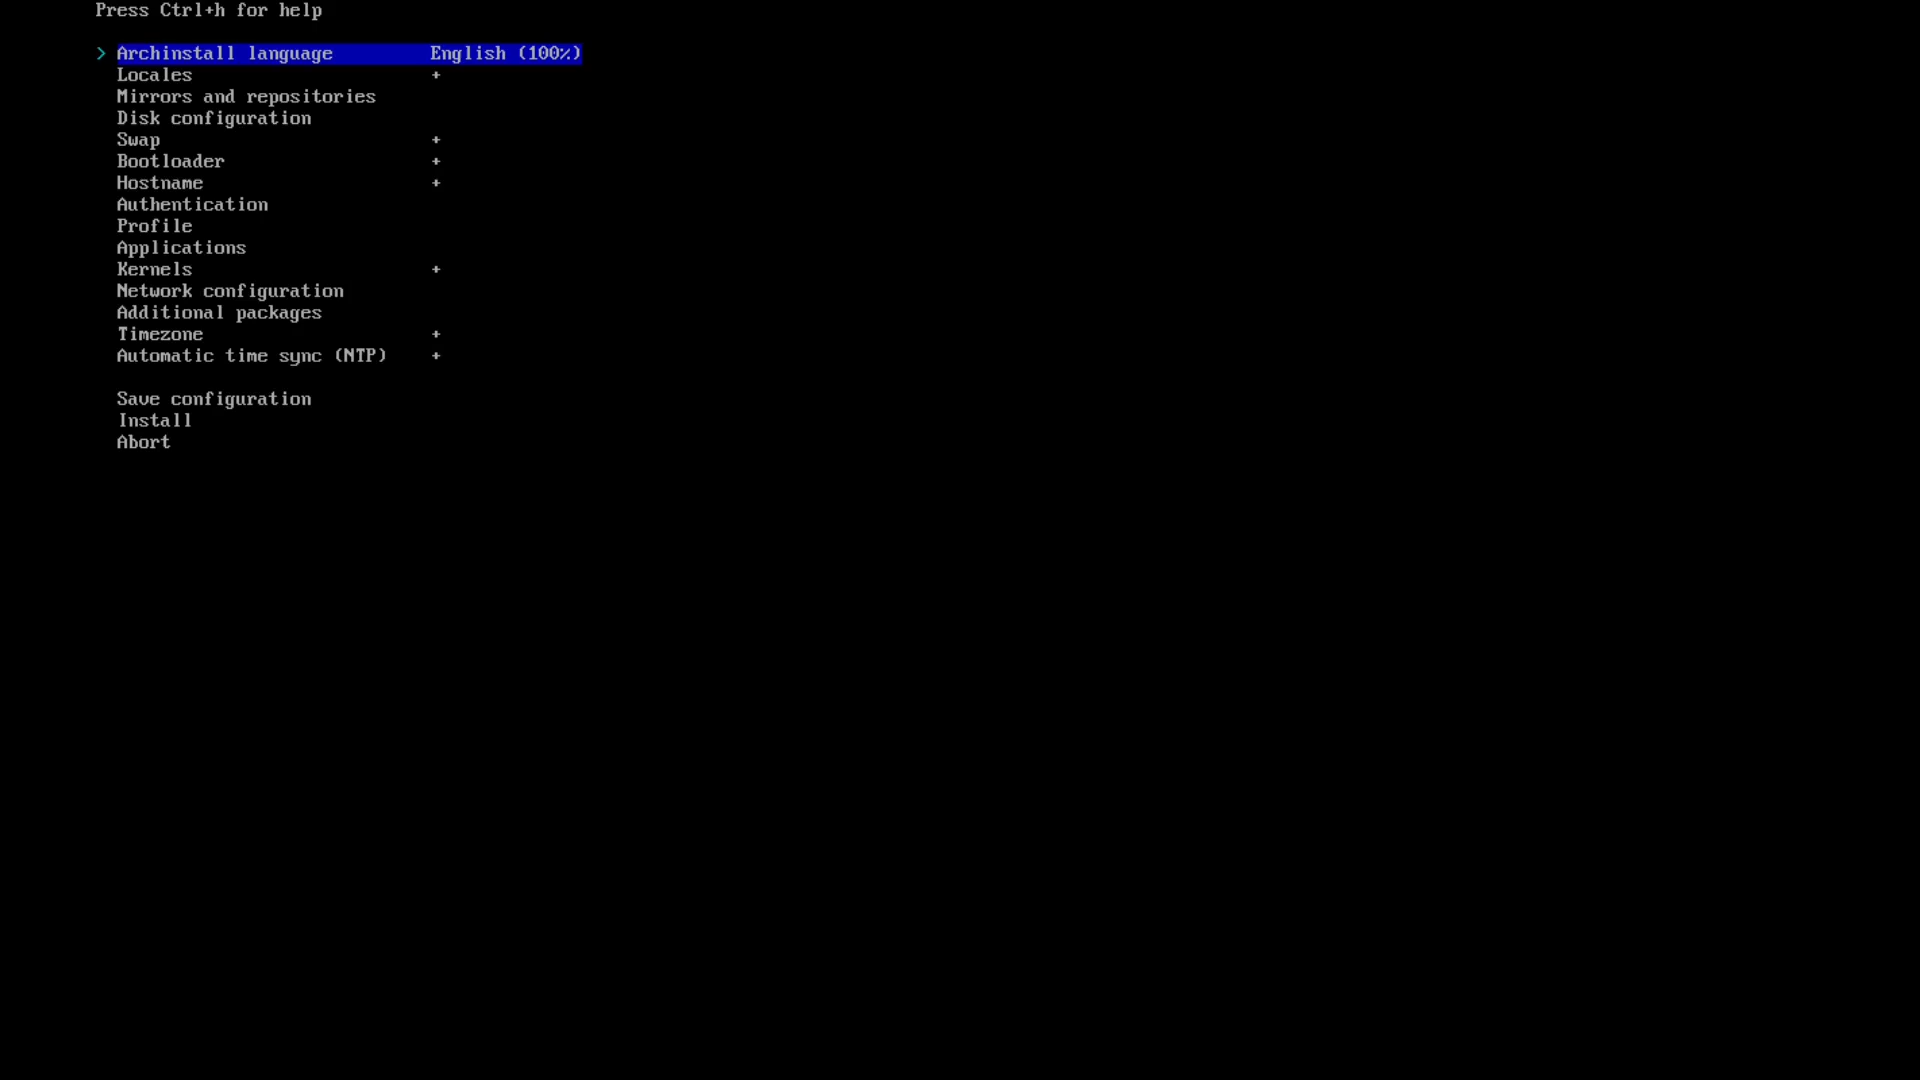 Press Ctrl+h for help
> Archinstall language English (100%)
Locales +
Mirrors and repositories
Disk configuration
Swap +
Bootloader +
Hostname +
Authentication
Profile
Applications
Kernels +
Network configuration
Additional packages
Timezone +
Automatic time sync (NTP) +
Save configuration
Install
Abort